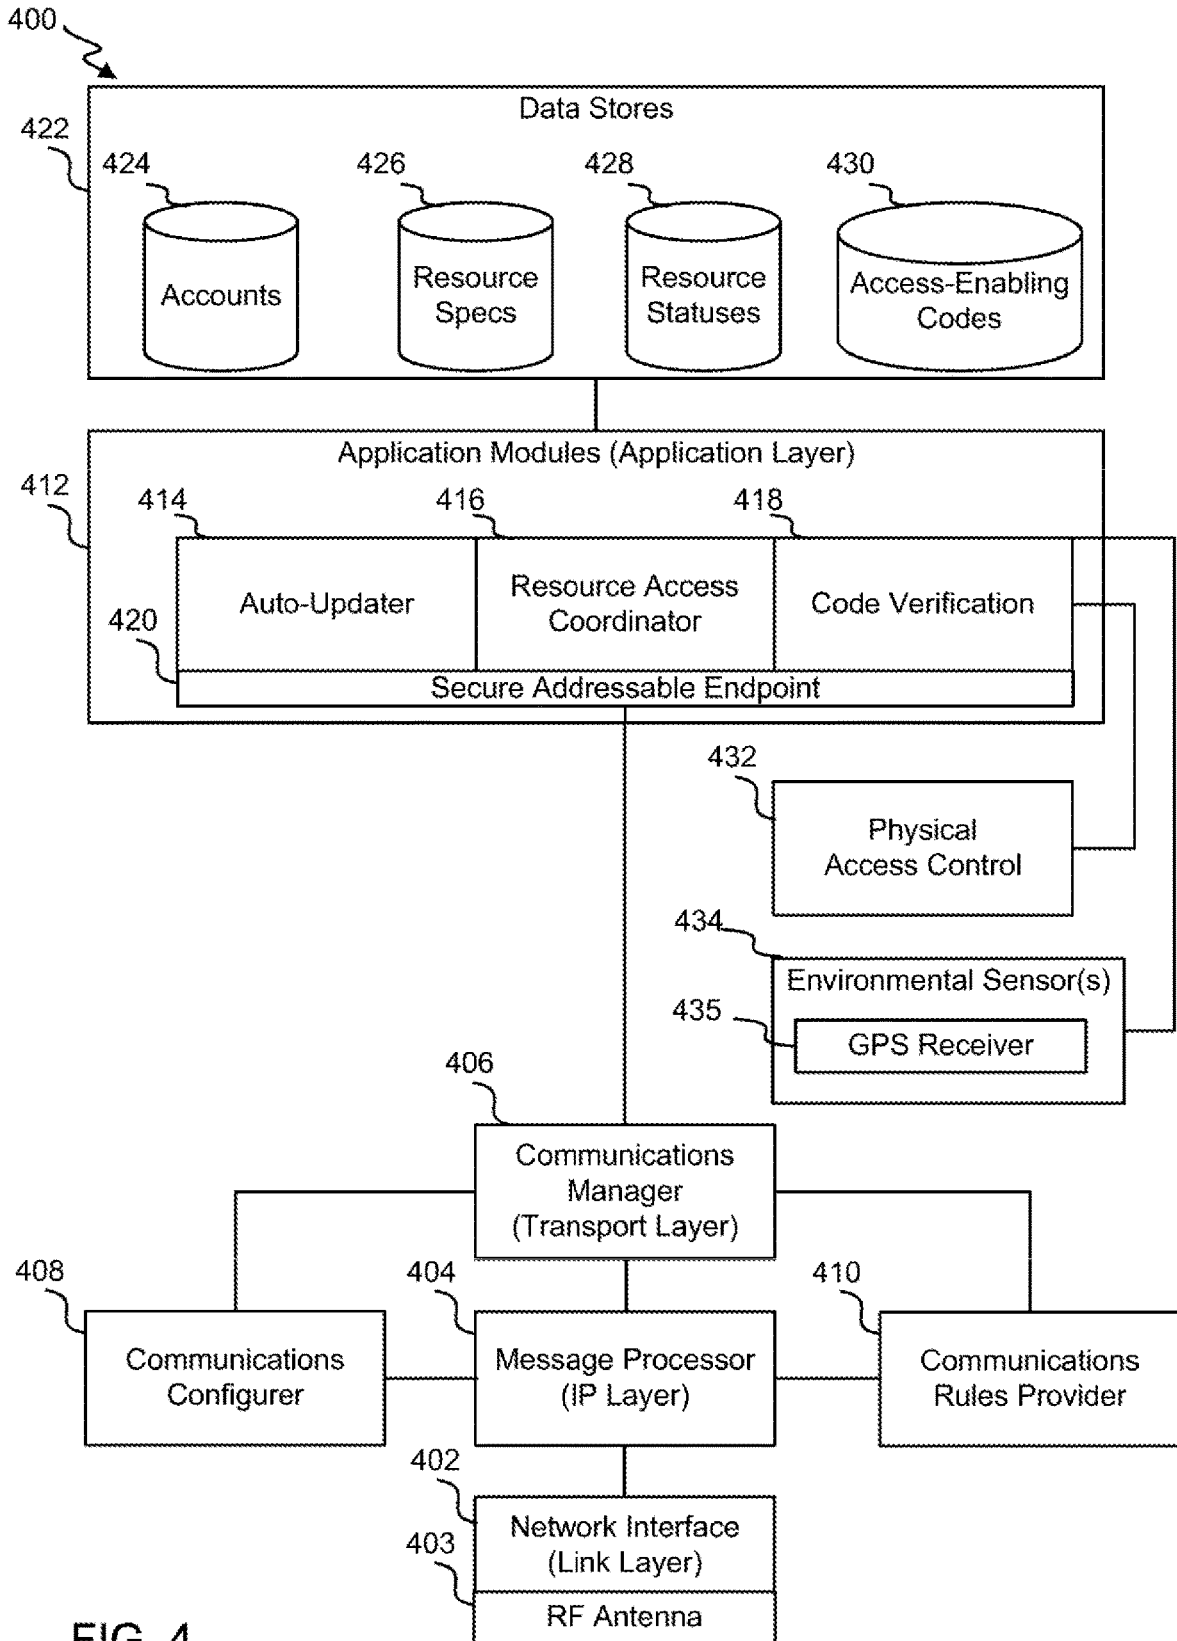 400
Data Stores
422
424
426
428
430
Accounts
Resource
Specs
Resource
Statuses
Access-Enabling
Codes
Application Modules (Application Layer)
412
414
416
418
Auto-Updater
Resource Access
Coordinator
Code Verification
420
Secure Addressable Endpoint
432
Physical
Access Control
434
Environmental Sensor(s)
435
GPS Receiver
406
Communications
Manager
(Transport Layer)
408
404
410
Communications
Configurer
Message Processor
(IP Layer)
Communications
Rules Provider
402
Network Interface
(Link Layer)
403
RF Antenna
FIG. 4